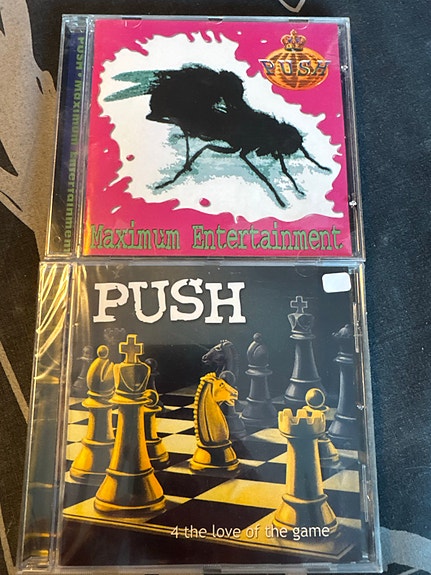 PUSH • Maximum Entertainment
PUSH
Maximum Entertainment
PUSH
4 the love of the game